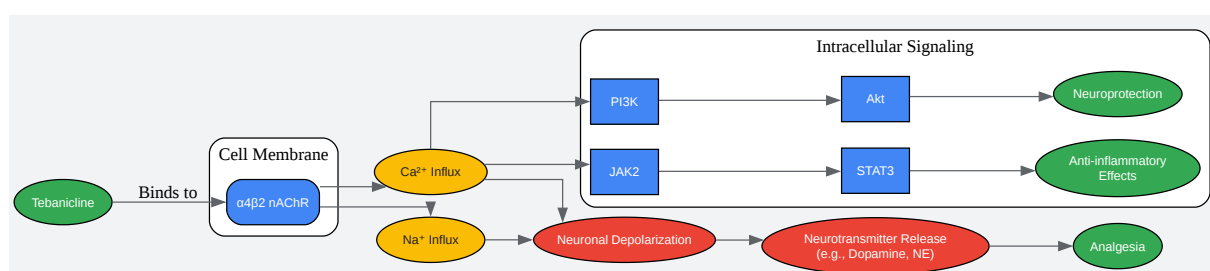 Intracellular Signaling
PI3K
Akt
Neuroprotection
Cell Membrane
Ca²⁺ Influx
JAK2
STAT3
Anti-inflammatory
Effects
Tebanicline
Binds to
α4β2 nAChR
Na⁺ Influx
Neuronal Depolarization
Neurotransmitter Release
(e.g., Dopamine, NE)
Analgesia